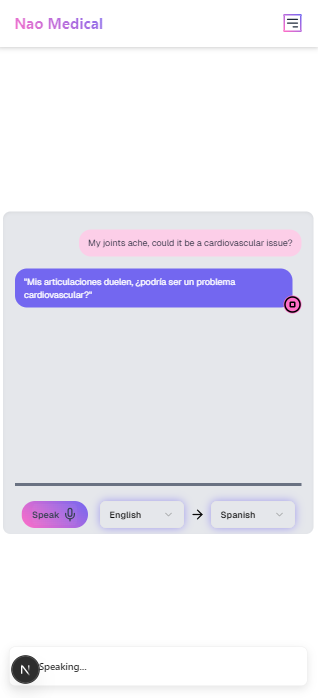 Nao Medical
My joints ache, could it be a cardiovascular issue?
"Mis articulaciones duelen, ¿podría ser un problema
cardiovascular?"
Speak
English
Spanish
N
Speaking...